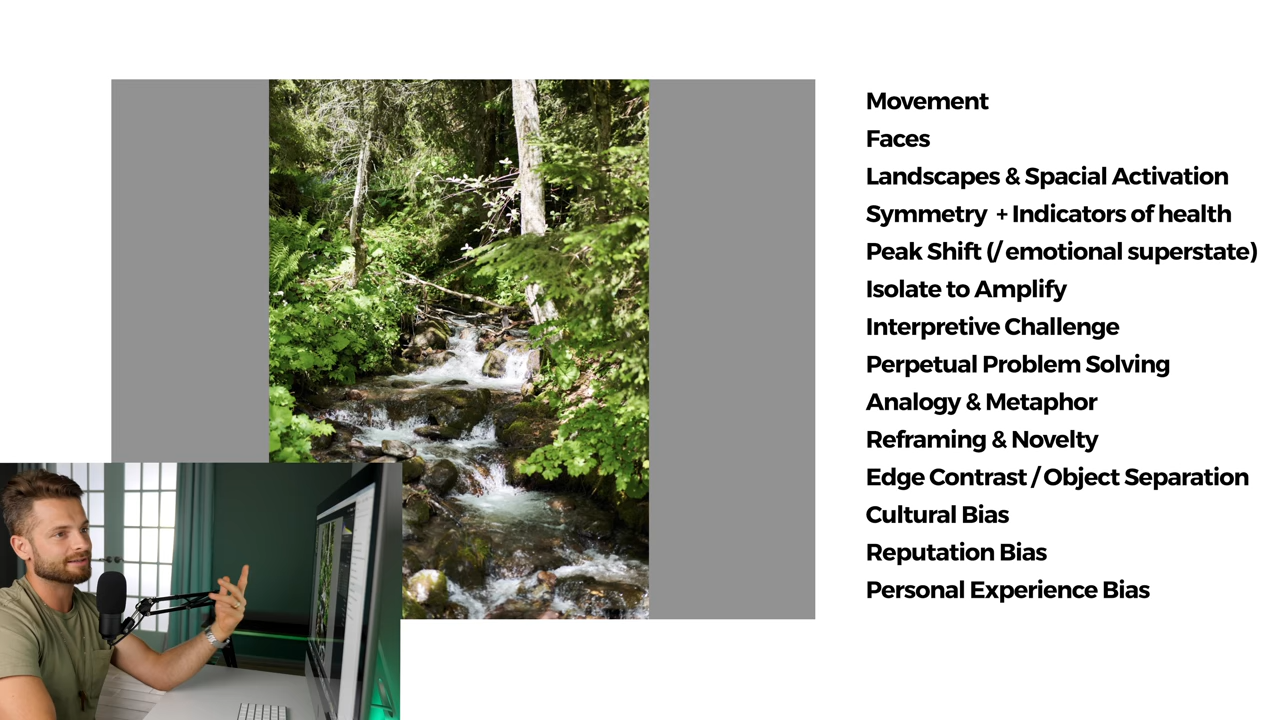 Movement
Faces
Landscapes & Spacial Activation
Symmetry + Indicators of health
Peak Shift (/ emotional superstate)
Isolate to Amplify
Interpretive Challenge
Perpetual Problem Solving
Analogy & Metaphor
Reframing & Novelty
Edge Contrast / Object Separation
Cultural Bias
Reputation Bias
Personal Experience Bias